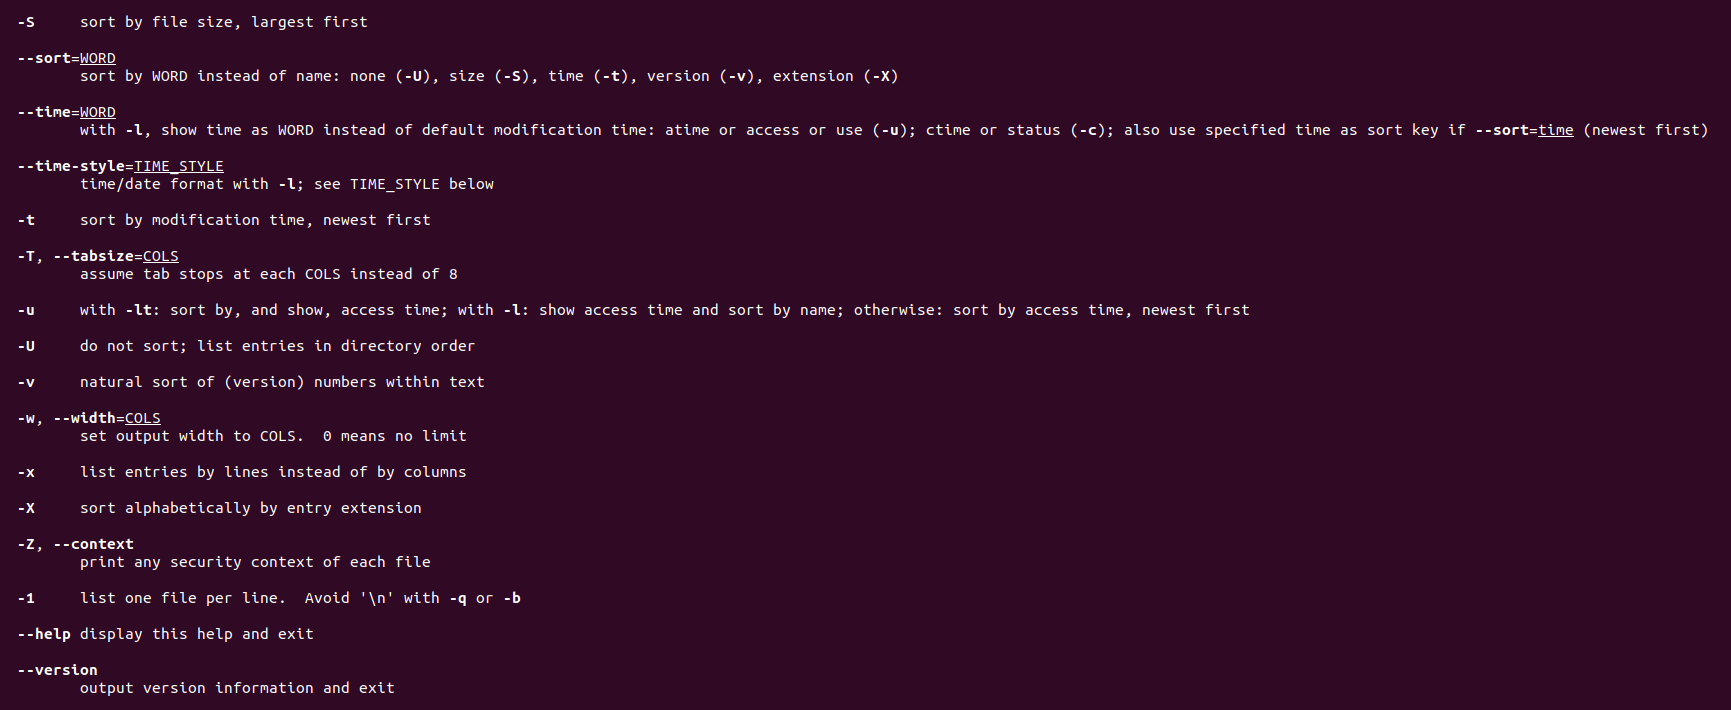 -S     sort by file size, largest first
--sort=WORD
sort by WORD instead of name: none (-U), size (-S), time (-t), version (-v), extension (-X)
--time=WORD
with -l, show time as WORD instead of default modification time: atime or access or use (-u); ctime or status (-c); also use specified time as sort key if --sort=time (newest first)
--time-style=TIME_STYLE
time/date format with -l; see TIME_STYLE below
-t     sort by modification time, newest first
-T, --tabsize=COLS
assume tab stops at each COLS instead of 8
-u     with -lt: sort by, and show, access time; with -l: show access time and sort by name; otherwise: sort by access time, newest first
-U     do not sort; list entries in directory order
-v     natural sort of (version) numbers within text
-w, --width=COLS
set output width to COLS.  0 means no limit
-x     list entries by lines instead of by columns
-X     sort alphabetically by entry extension
-Z, --context
print any security context of each file
-1     list one file per line.  Avoid '\n' with -q or -b
--help display this help and exit
--version
output version information and exit